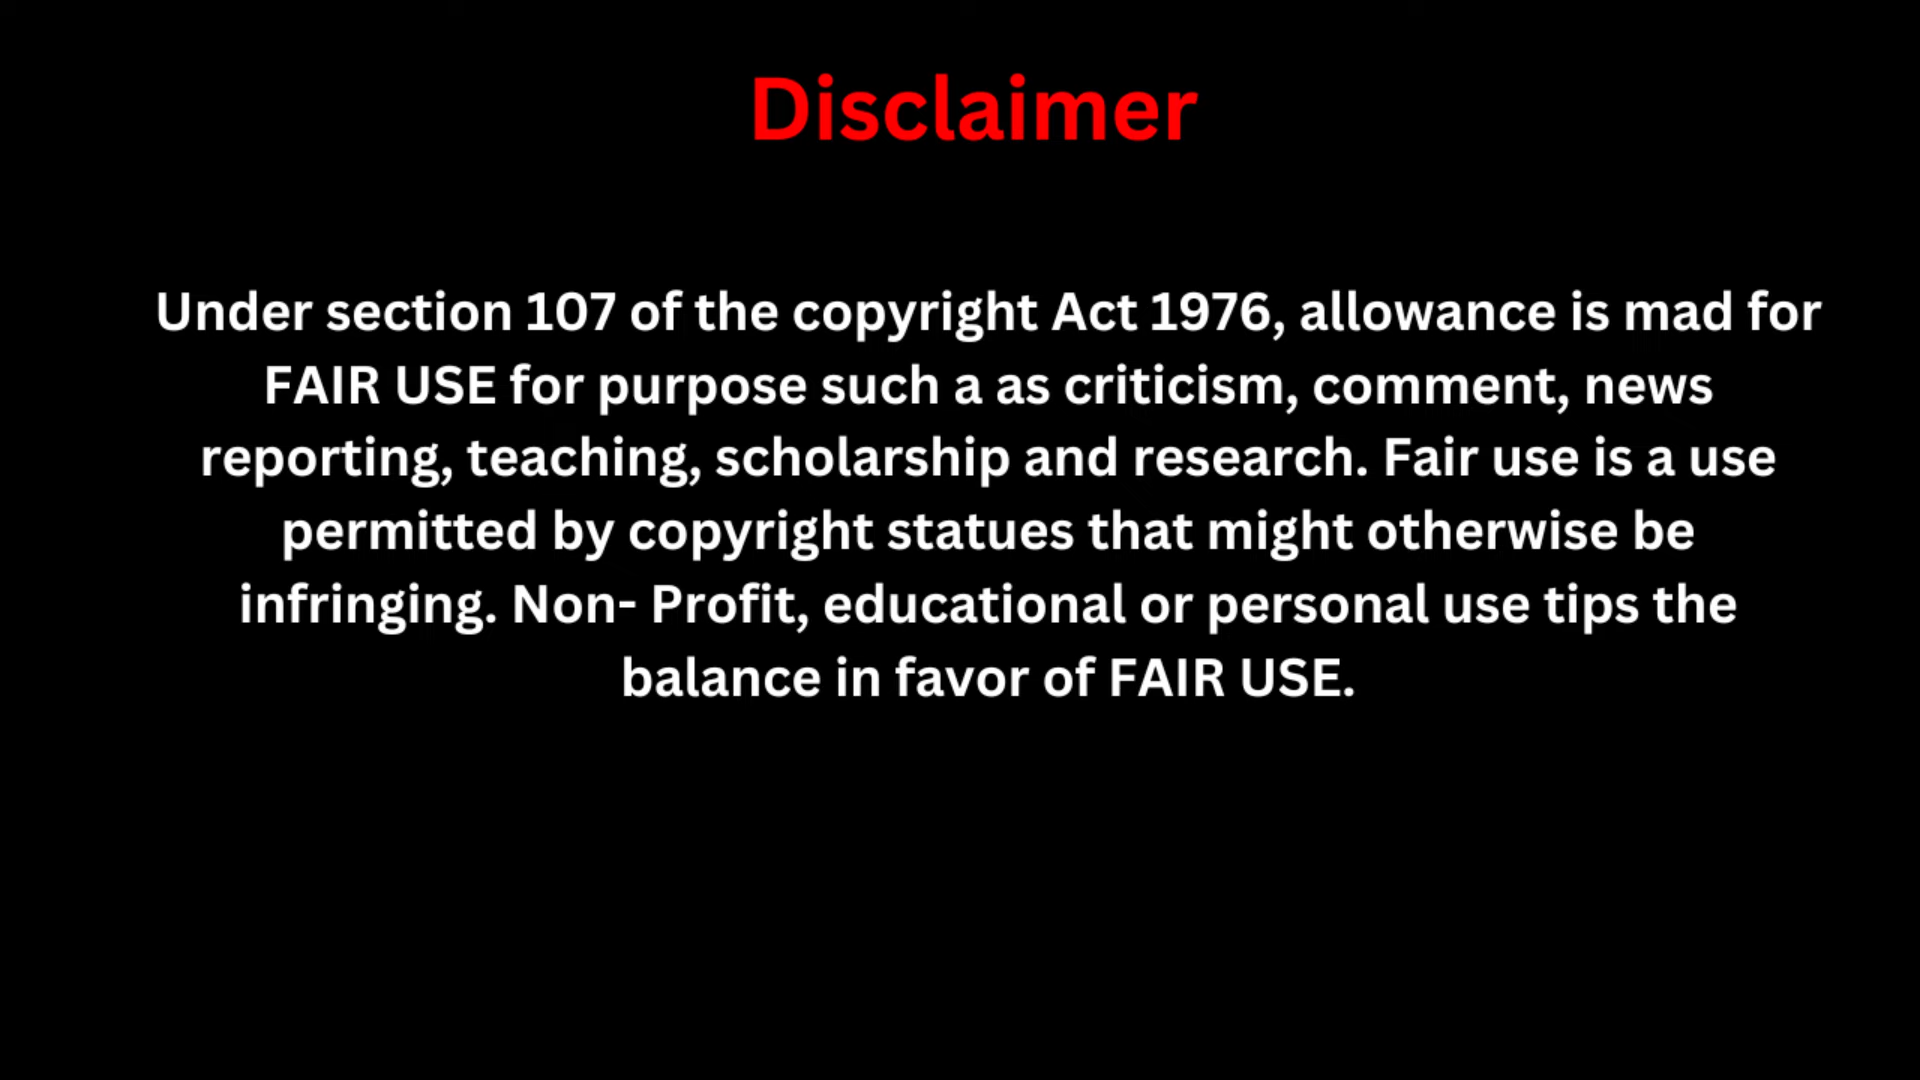 Disclaimer
Under section 107 of the copyright Act 1976, allowance is mad for
FAIR USE for purpose such a as criticism, comment, news
reporting, teaching, scholarship and research. Fair use is a use
permitted by copyright statues that might otherwise be
infringing. Non- Profit, educational or personal use tips the
balance in favor of FAIR USE.